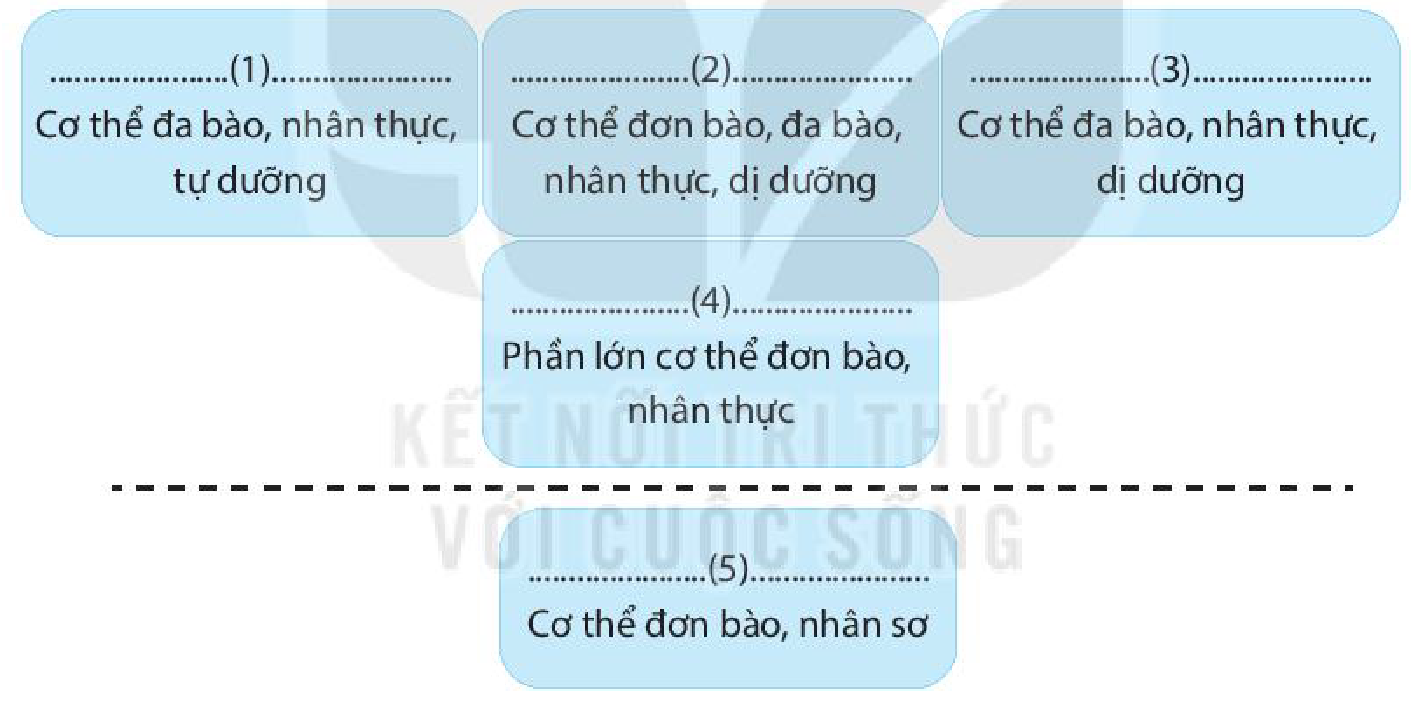 ......................(1)......................
Cơ thể đa bào, nhân thực,
tự dưỡng
......................(2)......................
Cơ thể đơn bào, đa bào,
nhân thực, dị dưỡng
......................(3)......................
Cơ thể đa bào, nhân thực,
dị dưỡng
......................(4)......................
Phần lớn cơ thể đơn bào,
nhân thực
KẾT NỐI TRI THỨC
VỚI CUỘC SỐNG
......................(5)......................
Cơ thể đơn bào, nhân sơ